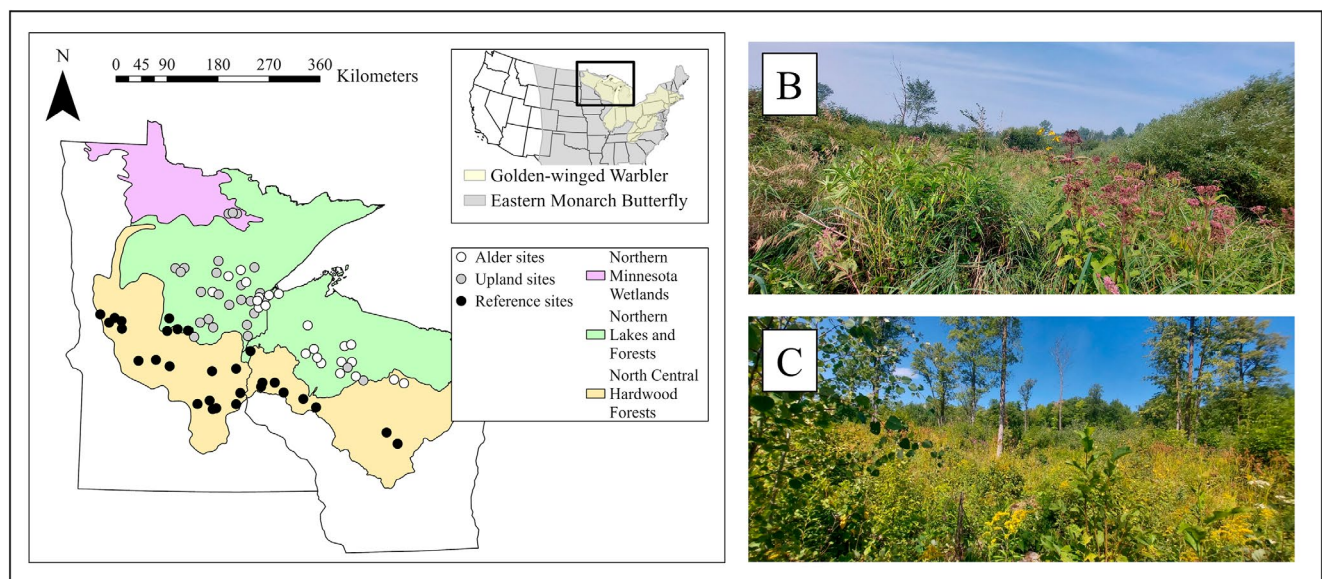 N
0 45 90 180 270 360
Kilometers
Golden-winged Warbler
Eastern Monarch Butterfly
Alder sites
Upland sites
Reference sites
Northern
Minnesota
Wetlands
Northern
Lakes and
Forests
North Central
Hardwood
Forests
B
C